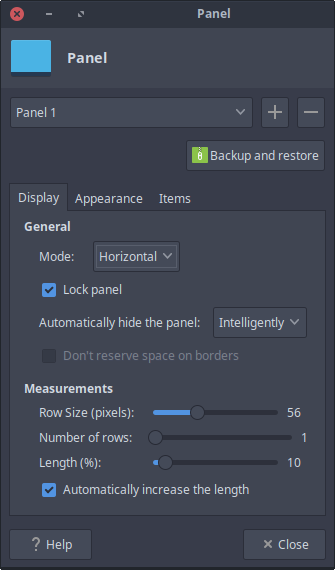 Panel
Panel
Panel 1
Backup and restore
Display Appearance Items
General
Mode: Horizontal
Lock panel
Automatically hide the panel: Intelligently
Don't reserve space on borders
Measurements
Row Size (pixels): 56
Number of rows: 1
Length (%): 10
Automatically increase the length
? Help Close